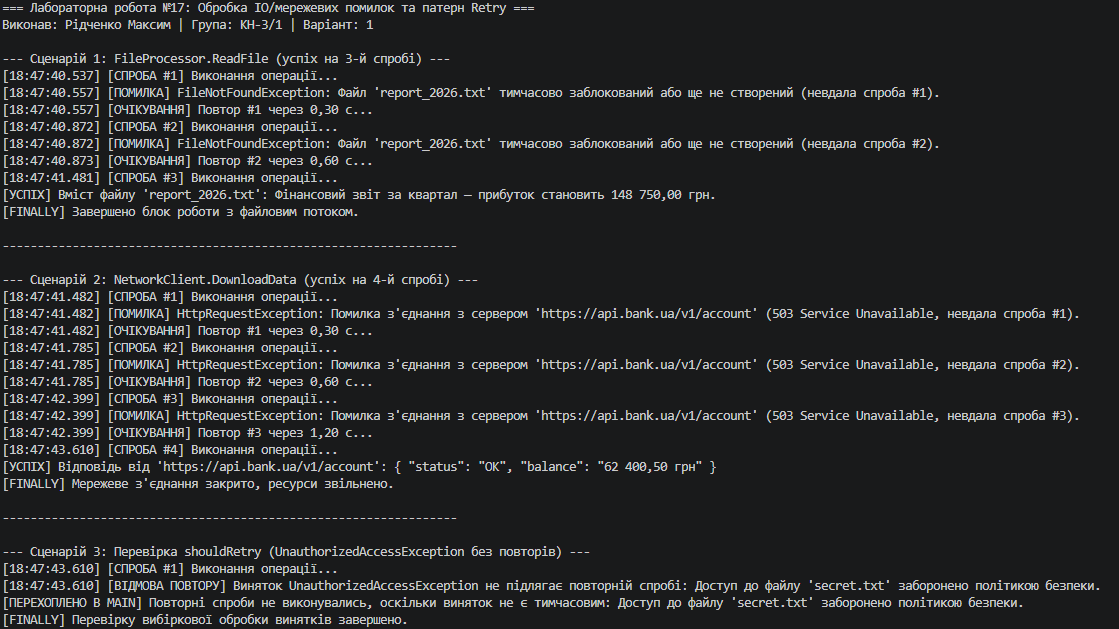 === Лабораторна робота №17: Обробка IO/мережевих помилок та патерн Retry ===
Виконав: Рідченко Максим | Група: КН-3/1 | Варіант: 1
--- Сценарій 1: FileProcessor.ReadFile (успіх на 3-й спробі) ---
[18:47:40.537] [СПРОБА #1] Виконання операції...
[18:47:40.557] [ПОМИЛКА] FileNotFoundException: Файл 'report_2026.txt' тимчасово заблокований або ще не створений (невдала спроба #1).
[18:47:40.557] [ОЧІКУВАННЯ] Повтор #1 через 0,30 с...
[18:47:40.872] [СПРОБА #2] Виконання операції...
[18:47:40.872] [ПОМИЛКА] FileNotFoundException: Файл 'report_2026.txt' тимчасово заблокований або ще не створений (невдала спроба #2).
[18:47:40.873] [ОЧІКУВАННЯ] Повтор #2 через 0,60 с...
[18:47:41.481] [СПРОБА #3] Виконання операції...
[УСПІХ] Вміст файлу 'report_2026.txt': Фінансовий звіт за квартал — прибуток становить 148 750,00 грн.
[FINALLY] Завершено блок роботи з файловим потоком.
------------------------------------------------------------------
--- Сценарій 2: NetworkClient.DownloadData (успіх на 4-й спробі) ---
[18:47:41.482] [СПРОБА #1] Виконання операції...
[18:47:41.482] [ПОМИЛКА] HttpRequestException: Помилка з'єднання з сервером 'https://api.bank.ua/v1/account' (503 Service Unavailable, невдала спроба #1).
[18:47:41.482] [ОЧІКУВАННЯ] Повтор #1 через 0,30 с...
[18:47:41.785] [СПРОБА #2] Виконання операції...
[18:47:41.785] [ПОМИЛКА] HttpRequestException: Помилка з'єднання з сервером 'https://api.bank.ua/v1/account' (503 Service Unavailable, невдала спроба #2).
[18:47:41.785] [ОЧІКУВАННЯ] Повтор #2 через 0,60 с...
[18:47:42.399] [СПРОБА #3] Виконання операції...
[18:47:42.399] [ПОМИЛКА] HttpRequestException: Помилка з'єднання з сервером 'https://api.bank.ua/v1/account' (503 Service Unavailable, невдала спроба #3).
[18:47:42.399] [ОЧІКУВАННЯ] Повтор #3 через 1,20 с...
[18:47:43.610] [СПРОБА #4] Виконання операції...
[УСПІХ] Відповідь від 'https://api.bank.ua/v1/account': { "status": "OK", "balance": "62 400,50 грн" }
[FINALLY] Мережеве з'єднання закрито, ресурси звільнено.
------------------------------------------------------------------
--- Сценарій 3: Перевірка shouldRetry (UnauthorizedAccessException без повторів) ---
[18:47:43.610] [СПРОБА #1] Виконання операції...
[18:47:43.610] [ВІДМОВА ПОВТОРУ] Виняток UnauthorizedAccessException не підлягає повторній спробі: Доступ до файлу 'secret.txt' заборонено політикою безпеки.
[ПЕРЕХОПЛЕНО В MAIN] Повторні спроби не виконувались, оскільки виняток не є тимчасовим: Доступ до файлу 'secret.txt' заборонено політикою безпеки.
[FINALLY] Перевірку вибіркової обробки винятків завершено.